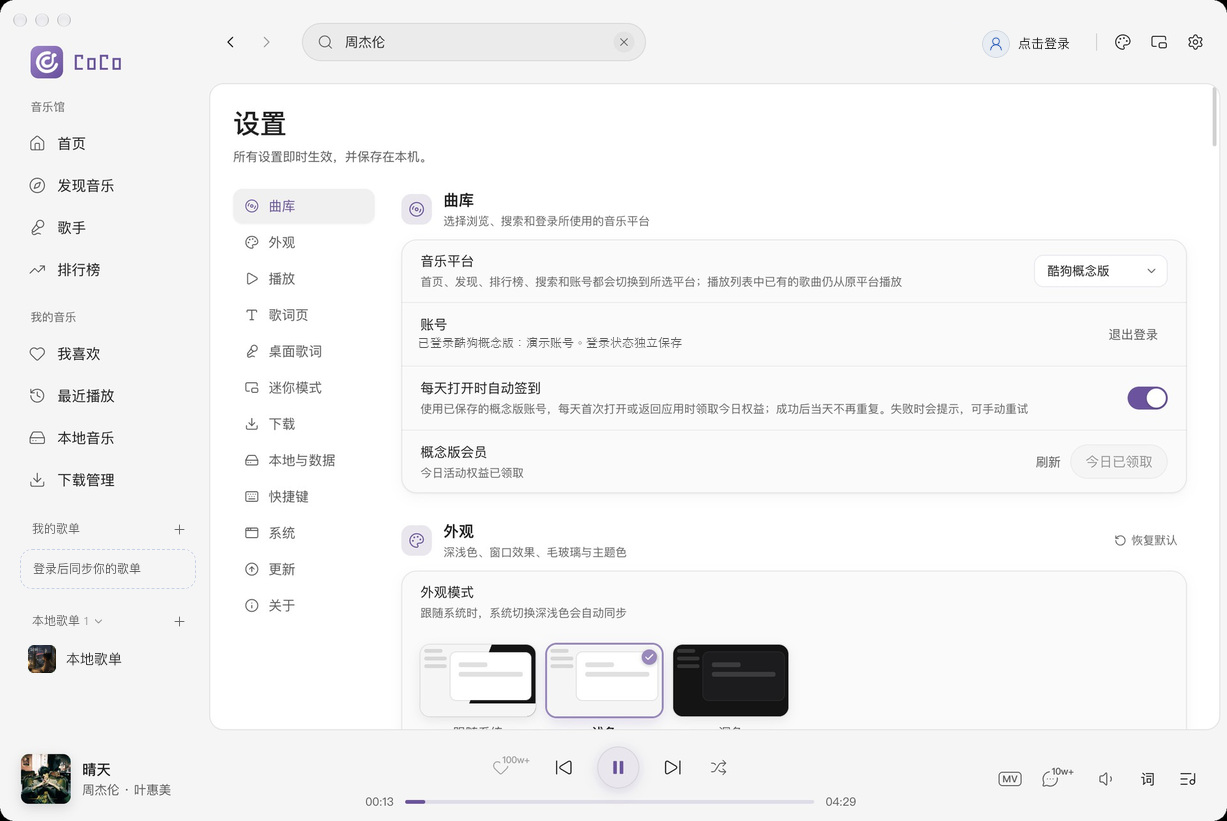 CoCo
周杰伦
点击登录
音乐馆
首页
发现音乐
歌手
排行榜
我的音乐
我喜欢
最近播放
本地音乐
下载管理
我的歌单
登录后同步你的歌单
本地歌单 1
本地歌单
设置
所有设置即时生效，并保存在本机。
曲库
外观
播放
歌词页
桌面歌词
迷你模式
下载
本地与数据
快捷键
系统
更新
关于
曲库
选择浏览、搜索和登录所使用的音乐平台
音乐平台
首页、发现、排行榜、搜索和账号都会切换到所选平台；播放列表中已有的歌曲仍从原平台播放
酷狗概念版
账号
已登录酷狗概念版：演示账号。登录状态独立保存
退出登录
每天打开时自动签到
使用已保存的概念版账号，每天首次打开或返回应用时领取今日权益；成功后当天不再重复。失败时会提示，可手动重试
概念版会员
今日活动权益已领取
刷新
今日已领取
外观
深浅色、窗口效果、毛玻璃与主题色
恢复默认
外观模式
跟随系统时，系统切换深浅色会自动同步
跟随系统
浅色
深色
晴天
周杰伦 · 叶惠美
100w+
00:13
04:29
MV
10w+
词